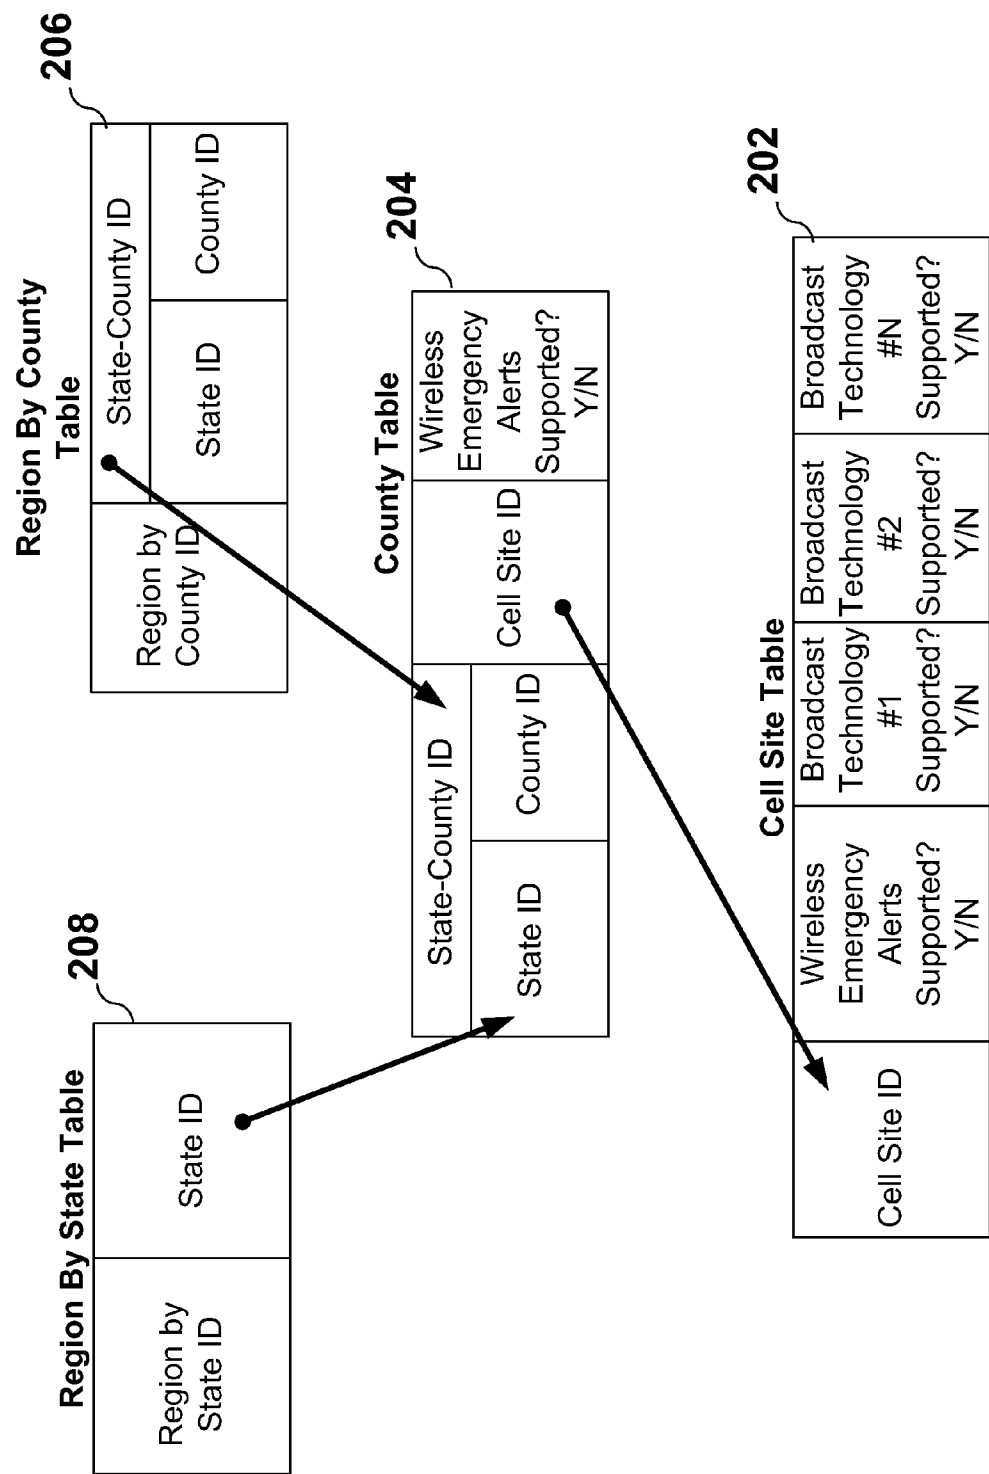 Region By State Table
208
Region by
State ID
State ID
Region By County
Table
206
Region by
County ID
State-County ID
State ID
County ID
County Table
204
State-County ID
State ID
County ID
Cell Site ID
Wireless
Emergency
Alerts
Supported?
Y/N
Cell Site Table
202
Cell Site ID
Wireless
Emergency
Alerts
Supported?
Y/N
Broadcast
Technology
#1
Supported?
Y/N
Broadcast
Technology
#2
Supported?
Y/N
Broadcast
Technology
#N
Supported?
Y/N